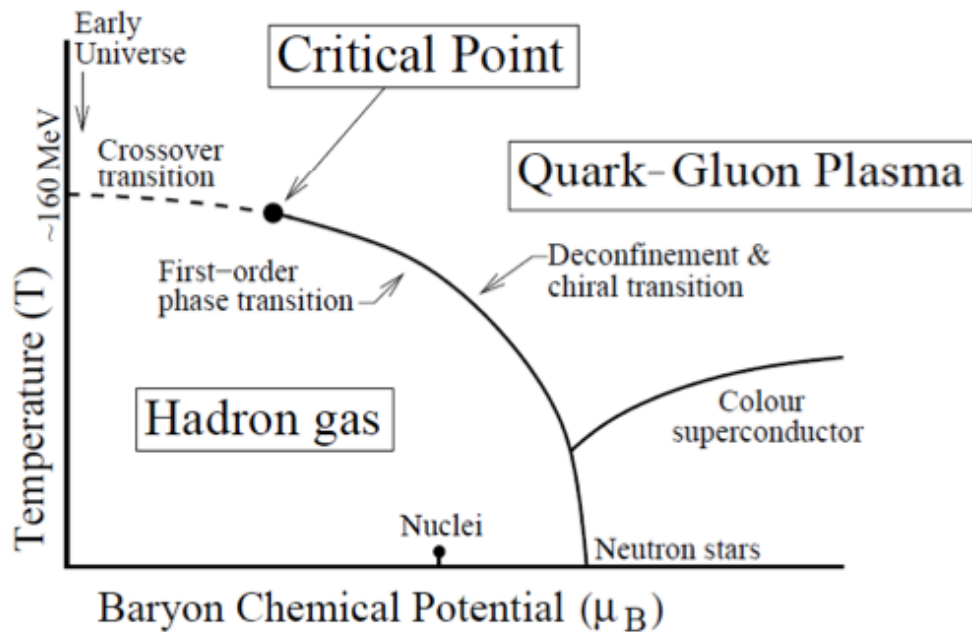 Early
Universe
Critical Point
Crossover
transition
Quark-Gluon Plasma
~160 MeV
First-order
phase transition
Deconfinement &
chiral transition
Temperature (T)
Hadron gas
Colour
superconductor
Nuclei
Neutron stars
Baryon Chemical Potential (μB)